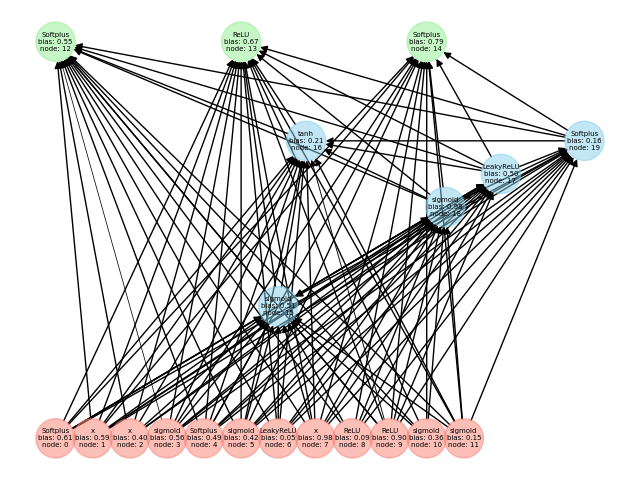 Softplus
bias: 0.55
node: 12
ReLU
bias: 0.67
node: 13
Softplus
bias: 0.79
node: 14
tanh
bias: 0.21
node: 16
Softplus
bias: 0.16
node: 19
LeakyReLU
bias: 0.50
node: 17
sigmoid
bias: 0.98
node: 18
sigmoid
bias: 0.51
node: 15
Softplus
bias: 0.61
node: 0
x
bias: 0.59
node: 1
x
bias: 0.40
node: 2
sigmoid
bias: 0.56
node: 3
Softplus
bias: 0.49
node: 4
sigmoid
bias: 0.42
node: 5
LeakyReLU
bias: 0.05
node: 6
x
bias: 0.98
node: 7
ReLU
bias: 0.09
node: 8
ReLU
bias: 0.90
node: 9
sigmoid
bias: 0.36
node: 10
sigmoid
bias: 0.15
node: 11